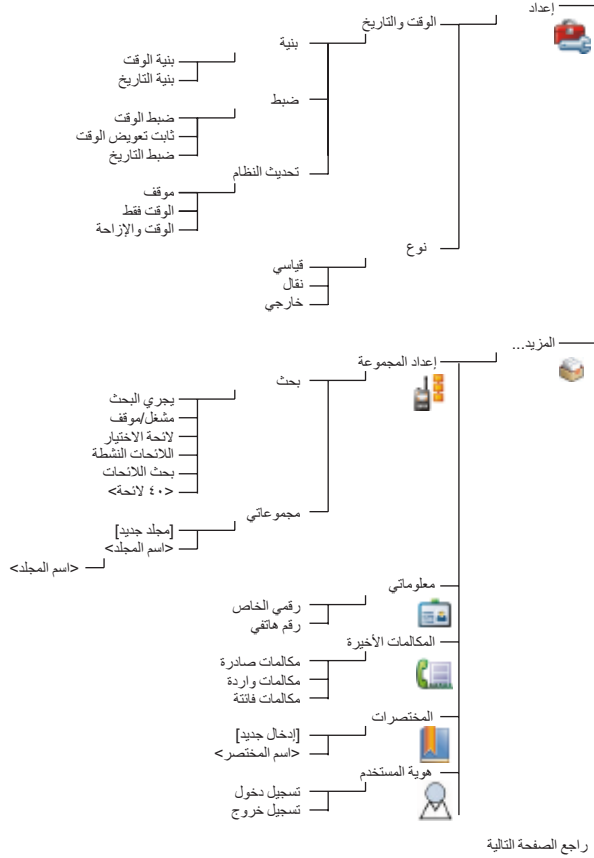 إعداد
الوقت والتاريخ
بنية
بنية الوقت
بنية التاريخ
ضبط
ضبط الوقت
ثابت تعويض الوقت
ضبط التاريخ
تحديث النظام
موقف
الوقت فقط
الوقت والإزاحة
نوع
قياسي
نقال
خارجي
المزيد...
إعداد المجموعة
بحث
يجري البحث
مشغل/موقف
لائحة الاختيار
اللائحات النشطة
بحث اللائحات
<٤٠ لائحة>
مجموعاتي
[مجلد جديد]
<اسم المجلد>
<اسم المجلد>
معلوماتي
رقمي الخاص
رقم هاتفي
المكالمات الأخيرة
مكالمات صادرة
مكالمات واردة
مكالمات فائتة
المختصرات
[إدخال جديد]
<اسم المختصر>
هوية المستخدم
تسجيل دخول
تسجيل خروج
راجع الصفحة التالية